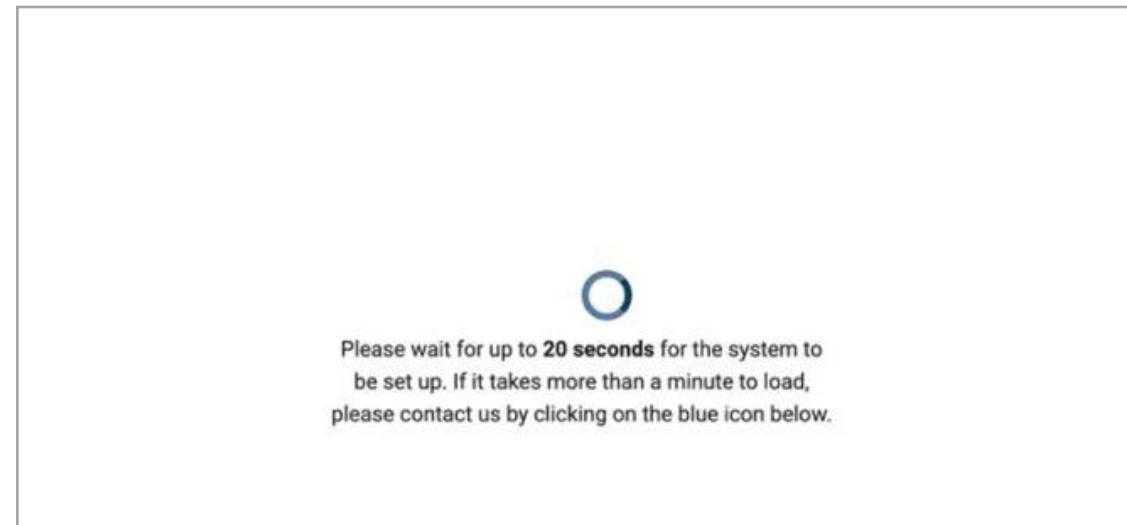 Please wait for up to 20 seconds for the system to
be set up. If it takes more than a minute to load,
please contact us by clicking on the blue icon below.